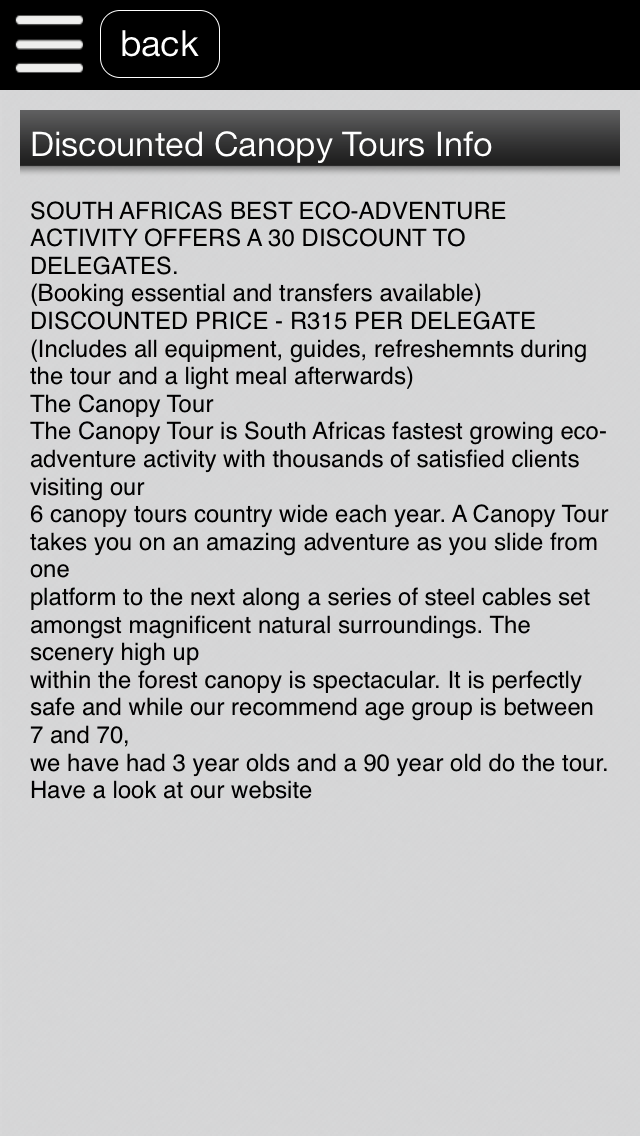 back
Discounted Canopy Tours Info
SOUTH AFRICAS BEST ECO-ADVENTURE
ACTIVITY OFFERS A 30 DISCOUNT TO
DELEGATES.
(Booking essential and transfers available)
DISCOUNTED PRICE - R315 PER DELEGATE
(Includes all equipment, guides, refreshemnts during
the tour and a light meal afterwards)
The Canopy Tour
The Canopy Tour is South Africas fastest growing eco-
adventure activity with thousands of satisfied clients
visiting our
6 canopy tours country wide each year. A Canopy Tour
takes you on an amazing adventure as you slide from
one
platform to the next along a series of steel cables set
amongst magnificent natural surroundings. The
scenery high up
within the forest canopy is spectacular. It is perfectly
safe and while our recommend age group is between
7 and 70,
we have had 3 year olds and a 90 year old do the tour.
Have a look at our website